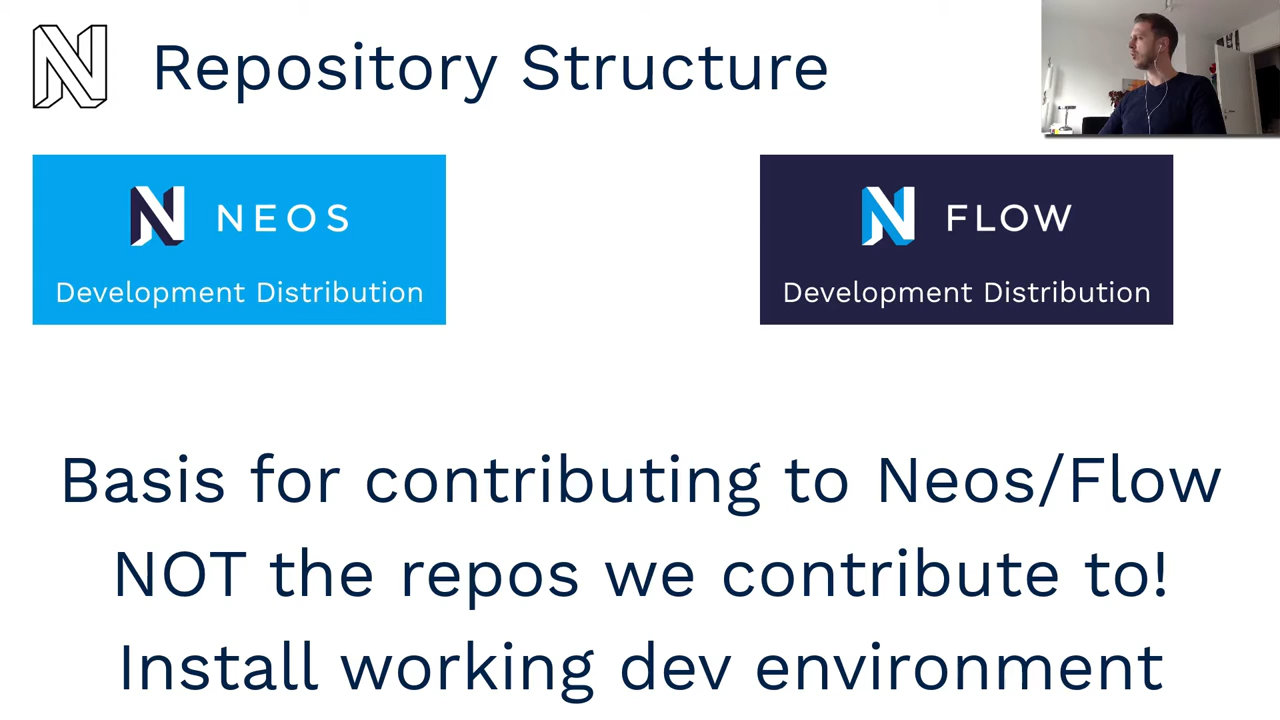 Repository Structure
NEOS
Development Distribution
FLOW
Development Distribution
Basis for contributing to Neos/Flow
NOT the repos we contribute to!
Install working dev environment